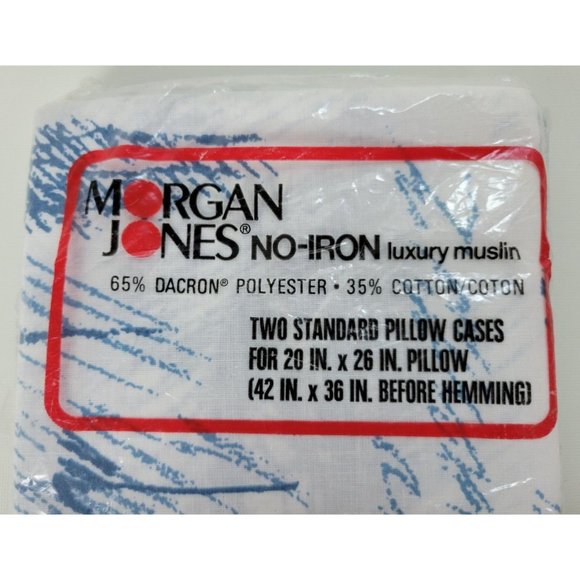 MORGAN
JONES® NO-IRON luxury muslin
65% DACRON® POLYESTER • 35% COTTON/COTON
TWO STANDARD PILLOW CASES
FOR 20 IN. x 26 IN. PILLOW
(42 IN. x 36 IN. BEFORE HEMMING)